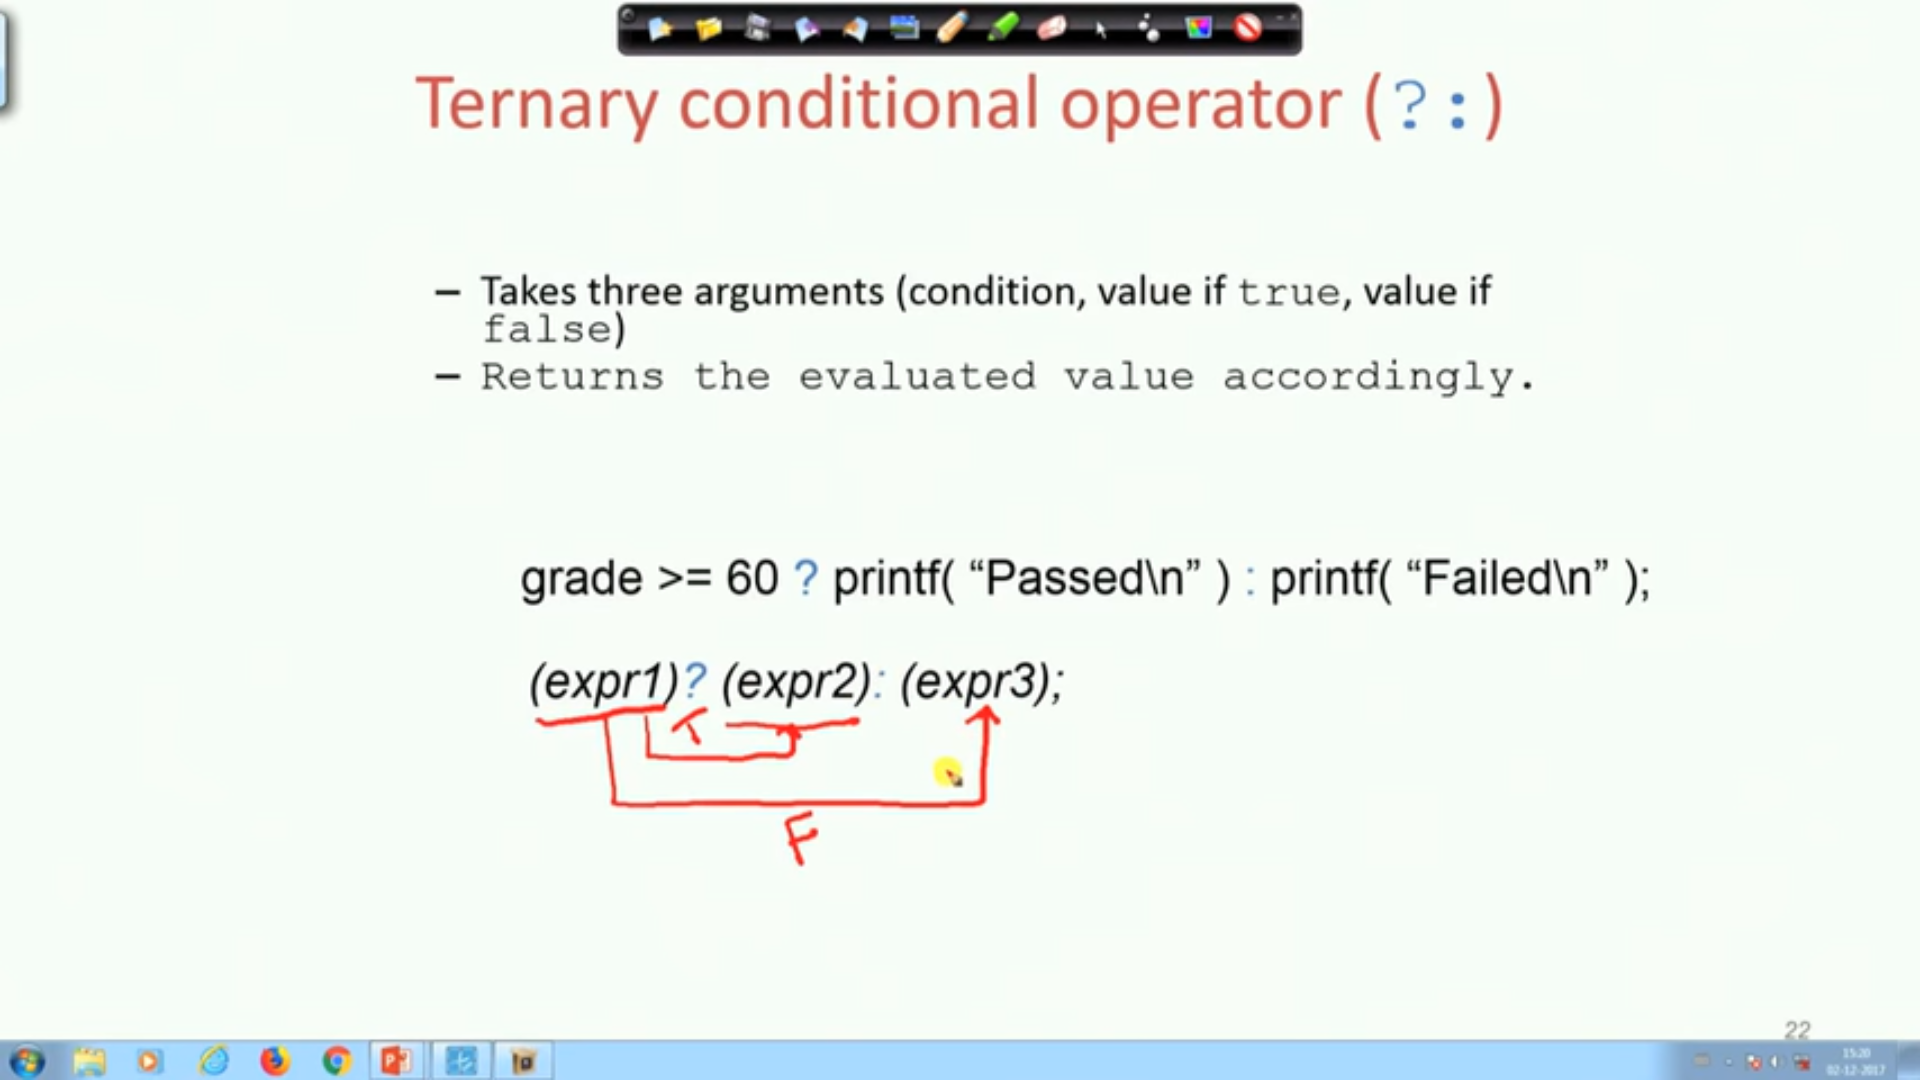 Ternary conditional operator (?:)
– Takes three arguments (condition, value if true, value if
false)
– Returns the evaluated value accordingly.
grade >= 60 ? printf( “Passed\n” ) : printf( “Failed\n” );
(expr1)? (expr2): (expr3);
T
F
22
15:20
02-12-2017